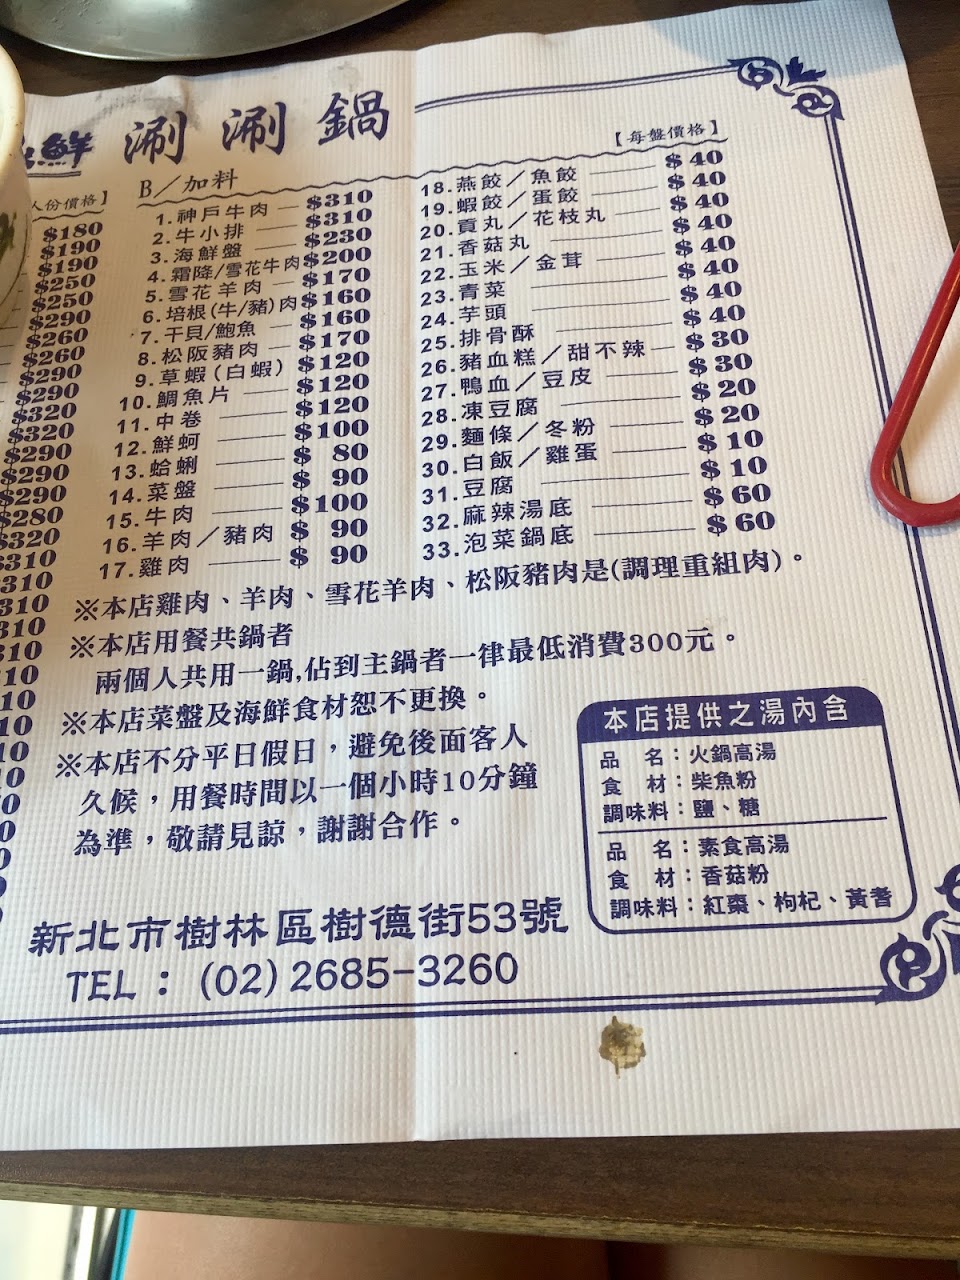 鮮 涮涮鍋
人份價格】
$180
$190
$190
$250
$250
$290
$260
$260
$290
$290
$320
$320
$290
$290
$290
$280
$320
$310
$310
B/加料
【每盤價格】
1.神戶牛肉 $310
2.牛小排 $310
3.海鮮盤 $230
4.霜降/雪花牛肉 $200
5.雪花羊肉 $170
6.培根(牛/豬)肉 $160
7.干貝/鮑魚 $160
8.松阪豬肉 $170
9.草蝦(白蝦) $120
10.鯛魚片 $120
11.中卷 $120
12.鮮蚵 $100
13.蛤蜊 $ 80
14.菜盤 $ 90
15.牛肉 $100
16.羊肉/豬肉 $ 90
17.雞肉 $ 90
18.燕餃/魚餃 $40
19.蝦餃/蛋餃 $40
20.貢丸/花枝丸 $40
21.香菇丸 $40
22.玉米/金茸 $40
23.青菜 $40
24.芋頭 $40
25.排骨酥 $40
26.豬血糕/甜不辣 $30
27.鴨血/豆皮 $30
28.凍豆腐 $20
29.麵條/冬粉 $20
30.白飯/雞蛋 $10
31.豆腐 $10
32.麻辣湯底 $60
33.泡菜鍋底 $60
※本店雞肉、羊肉、雪花羊肉、松阪豬肉是(調理重組肉)。
※本店用餐共鍋者
兩個人共用一鍋,佔到主鍋者一律最低消費300元。
※本店菜盤及海鮮食材恕不更換。
※本店不分平日假日,避免後面客人
久候,用餐時間以一個小時10分鐘
為準,敬請見諒,謝謝合作。
本店提供之湯內含
品 名:火鍋高湯
食 材:柴魚粉
調味料:鹽、糖
品 名:素食高湯
食 材:香菇粉
調味料:紅棗、枸杞、黃耆
新北市樹林區樹德街53號
TEL:(02)2685-3260